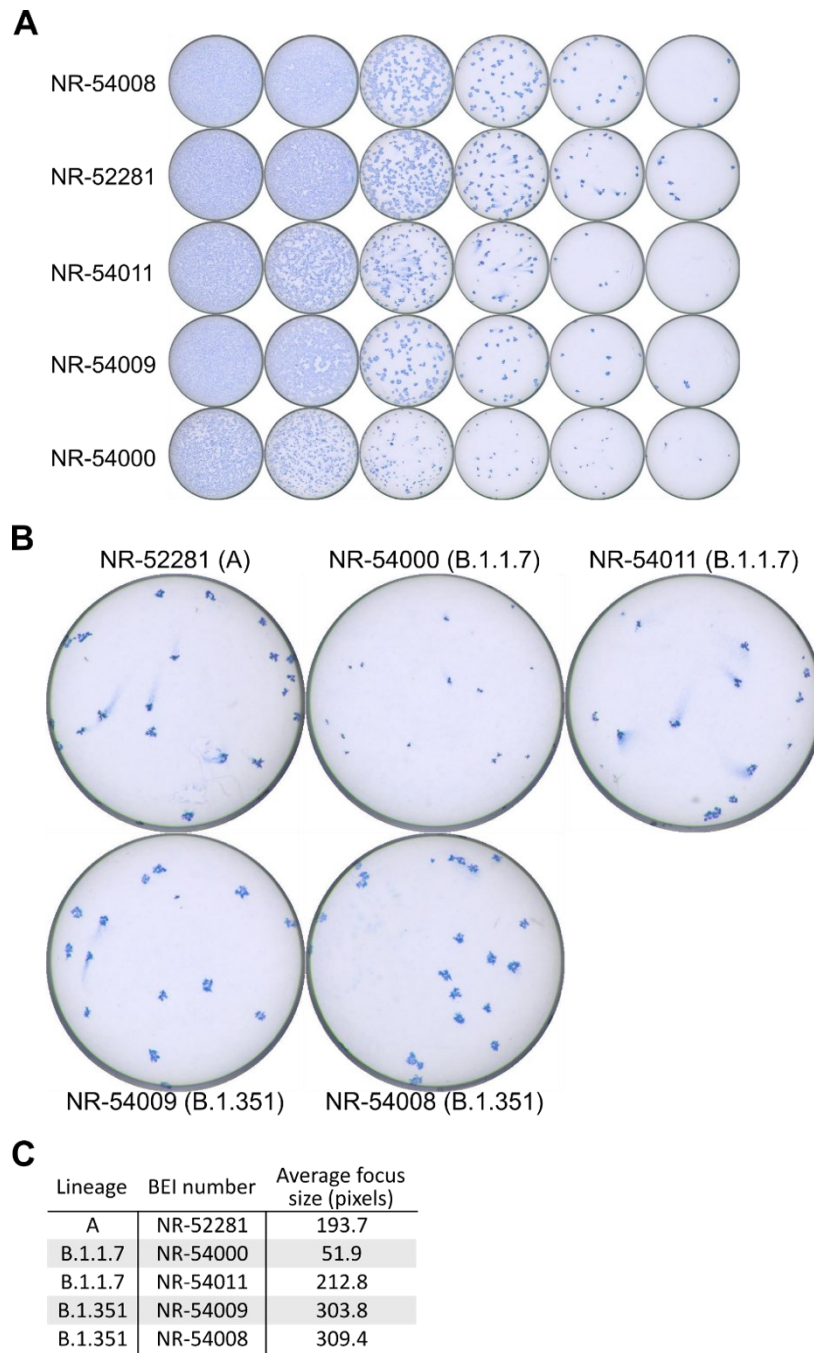 A
NR-54008
NR-52281
NR-54011
NR-54009
NR-54000
B
NR-52281 (A)
NR-54000 (B.1.1.7)
NR-54011 (B.1.1.7)
NR-54009 (B.1.351)
NR-54008 (B.1.351)
C
Lineage BEI number Average focus size (pixels)
A NR-52281 193.7
B.1.1.7 NR-54000 51.9
B.1.1.7 NR-54011 212.8
B.1.351 NR-54009 303.8
B.1.351 NR-54008 309.4